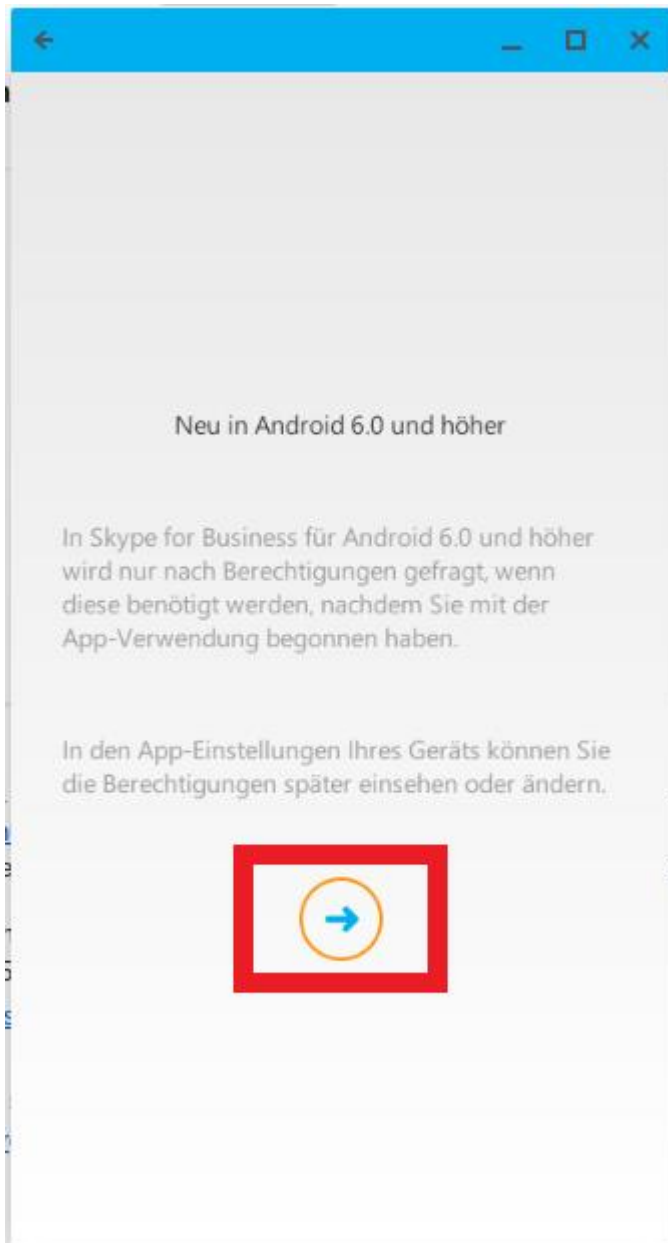 Neu in Android 6.0 und höher
In Skype for Business für Android 6.0 und höher
wird nur nach Berechtigungen gefragt, wenn
diese benötigt werden, nachdem Sie mit der
App-Verwendung begonnen haben.
In den App-Einstellungen Ihres Geräts können Sie
die Berechtigungen später einsehen oder ändern.